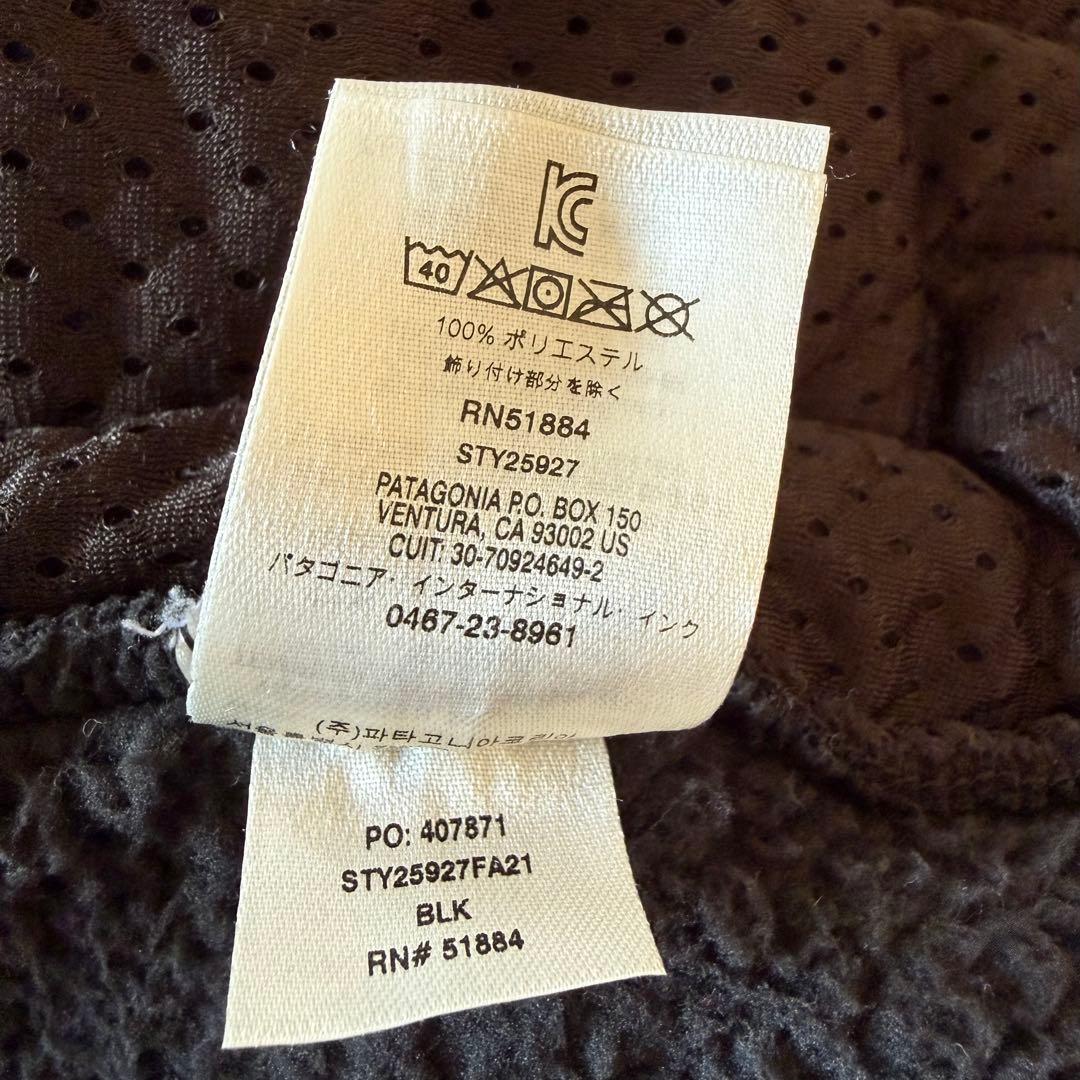 KC
40
100% ポリエステル
飾り付け部分を除く
RN51884
STY25927
PATAGONIA P.O. BOX 150
VENTURA, CA 93002 US
CUIT: 30-70924649-2
パタゴニア・インターナショナル・インク
0467-23-8961
(주)파타고니아코리아
PO: 407871
STY25927FA21
BLK
RN# 51884